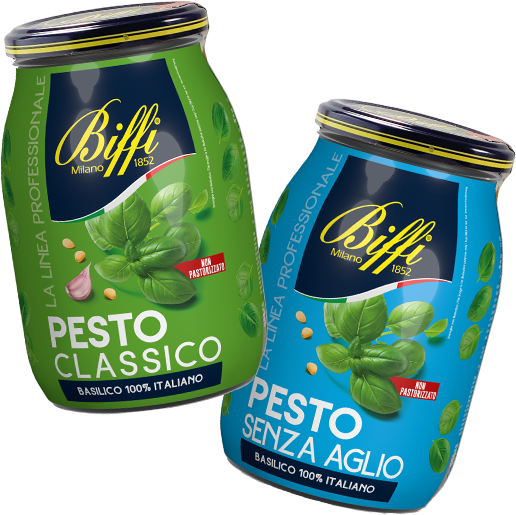 Biffi®
Milano 1852
LA LINEA PROFESSIONALE
NON
PASTORIZZATO
PESTO
CLASSICO
BASILICO 100% ITALIANO
Biffi®
Milano 1852
LA LINEA PROFESSIONALE
NON
PASTORIZZATO
PESTO
SENZA AGLIO
BASILICO 100% ITALIANO